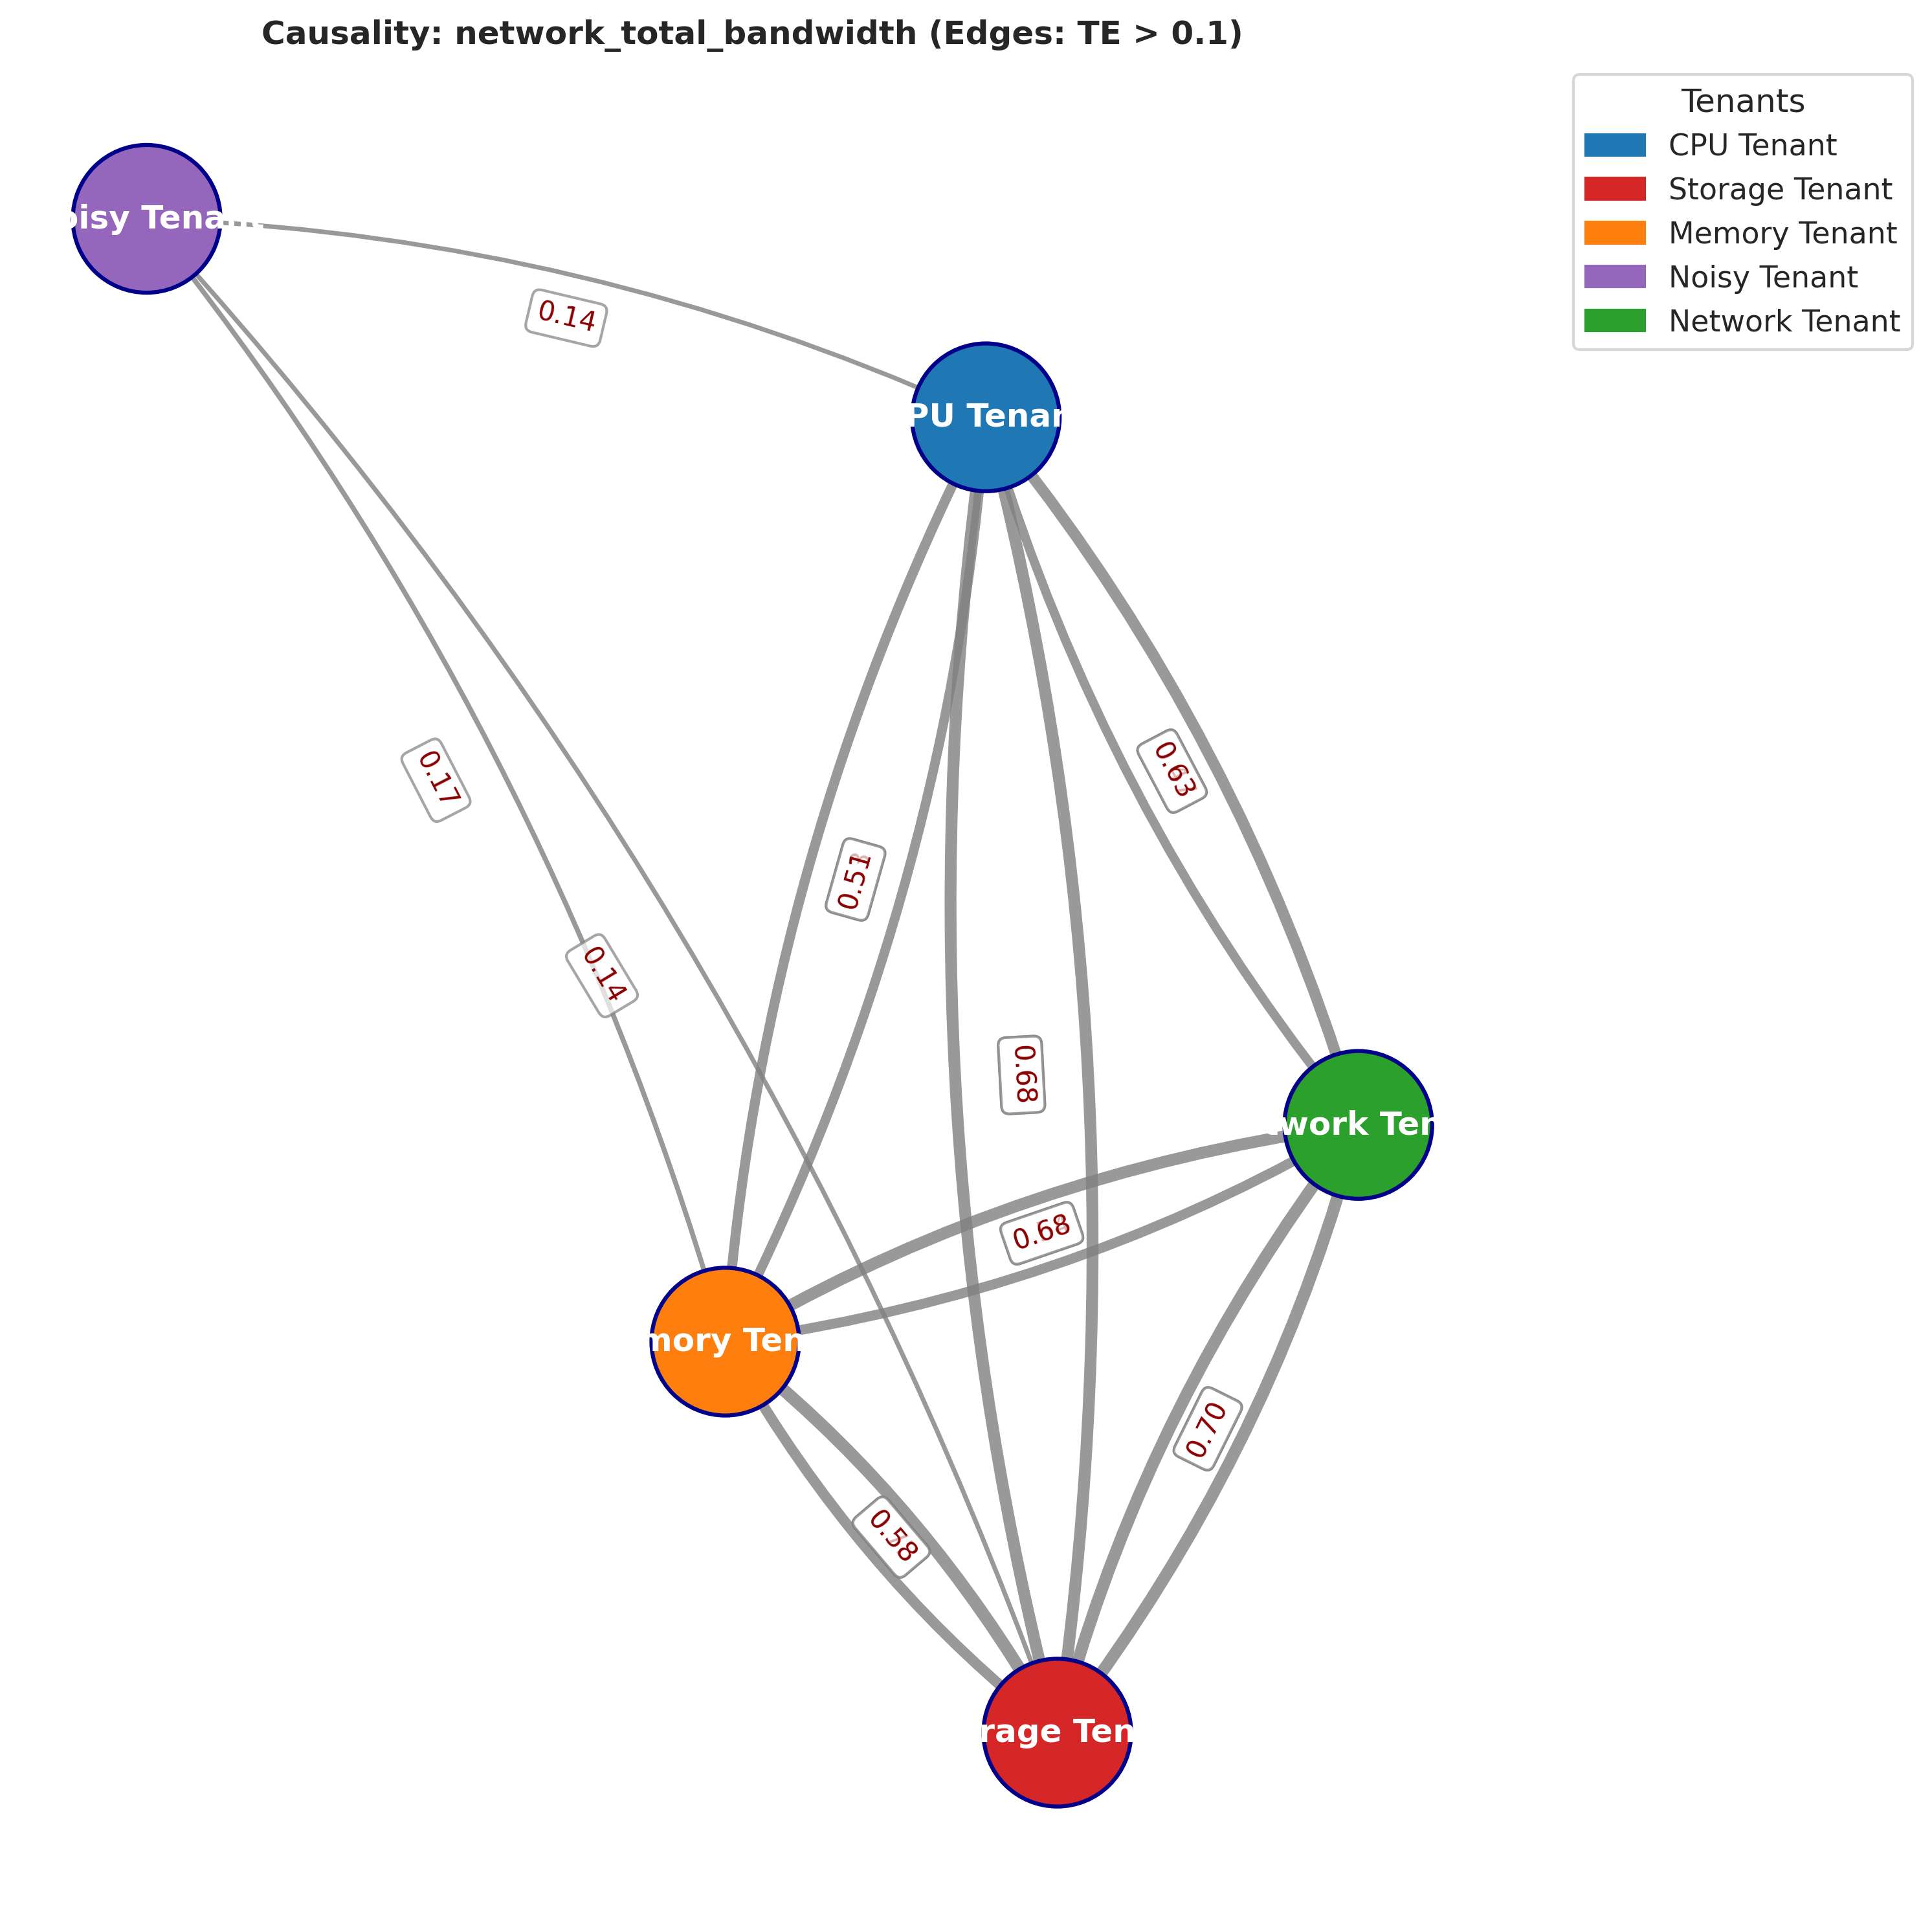 Causality: network_total_bandwidth (Edges: TE > 0.1)
Tenants
CPU Tenant
Storage Tenant
Memory Tenant
Noisy Tenant
Network Tenant
oisy Tena
0.14
PU Tenan
0.17
0.63
0.51
0.14
0.68
work Ten
0.68
mory Ten
0.70
0.58
rage Ten